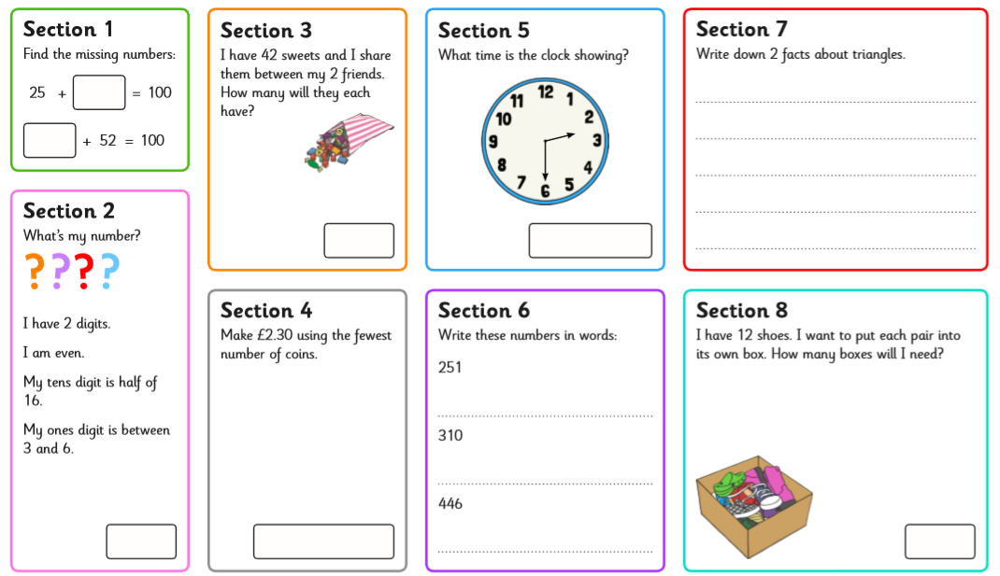 Section 1
Find the missing numbers:
25 + = 100
+ 52 = 100
Section 2
What's my number?
? ? ? ?
I have 2 digits.
I am even.
My tens digit is half of
16.
My ones digit is between
3 and 6.
Section 3
I have 42 sweets and I share
them between my 2 friends.
How many will they each
have?
Section 4
Make £2.30 using the fewest
number of coins.
Section 5
What time is the clock showing?
12
11 1
10 2
9 3
8 4
7 5
6
Section 6
Write these numbers in words:
251
310
446
Section 7
Write down 2 facts about triangles.
Section 8
I have 12 shoes. I want to put each pair into
its own box. How many boxes will I need?